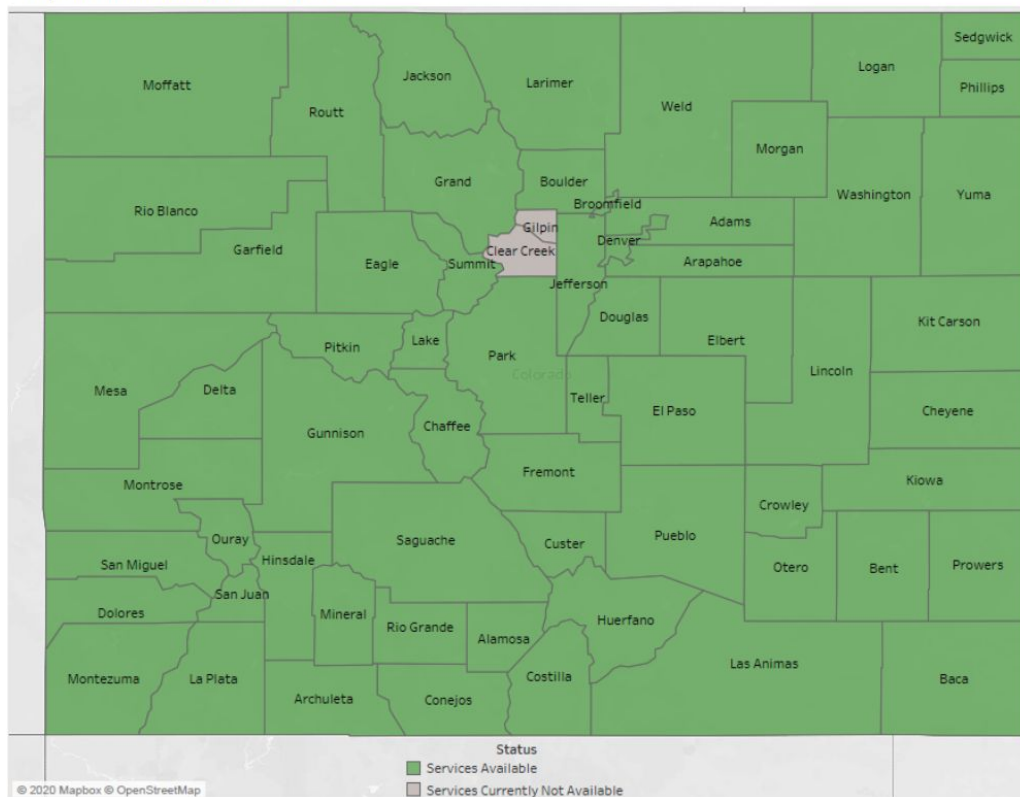 Sedgwick
Logan
Jackson
Larimer
Moffatt
Phillips
Weld
Routt
Morgan
Grand
Boulder
Washington
Yuma
Broomfield
Rio Blanco
Adams
Gilpin
Denver
Garfield
Clear Creek
Eagle
Summit
Arapahoe
Jefferson
Douglas
Kit Carson
Elbert
Lake
Pitkin
Park
Lincoln
Colorado
Mesa
Delta
Teller
El Paso
Cheyene
Chaffee
Gunnison
Fremont
Kiowa
Montrose
Crowley
Ouray
Saguache
Custer
Pueblo
Hinsdale
San Miguel
Otero
Bent
Prowers
San Juan
Dolores
Mineral
Rio Grande
Huerfano
Alamosa
Las Animas
Montezuma
La Plata
Costilla
Baca
Archuleta
Conejos
Status
Services Available
Services Currently Not Available
© 2020 Mapbox © OpenStreetMap